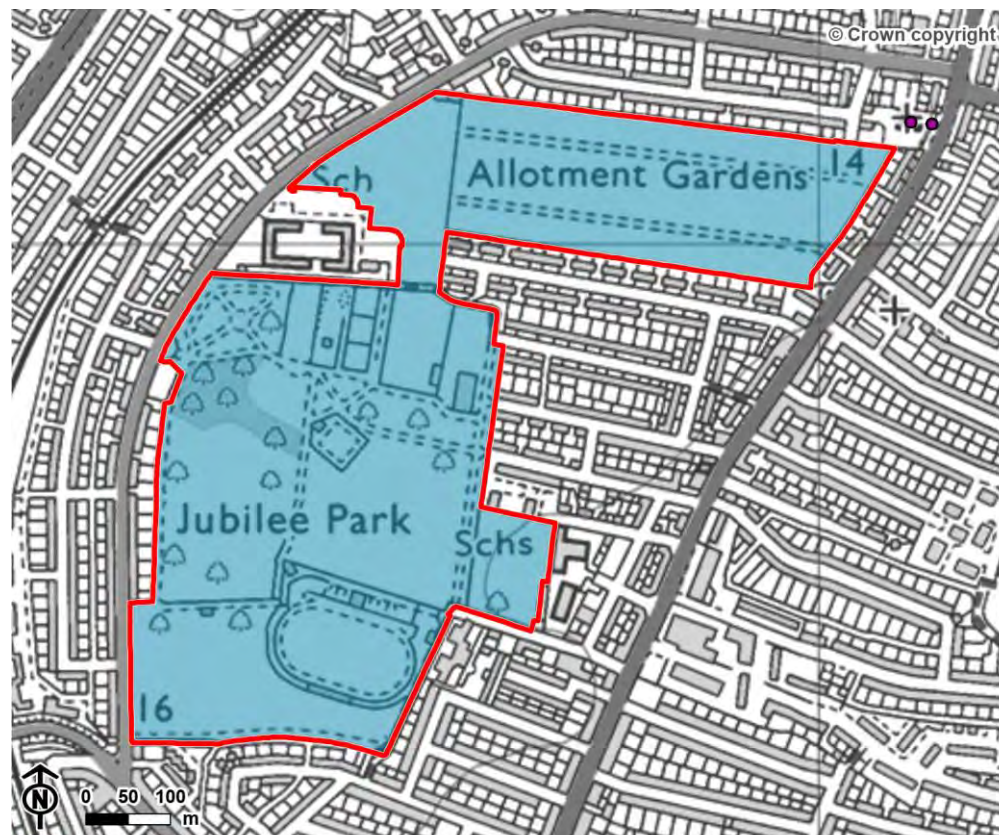 © Crown copyright
Sch
Allotment Gardens
14
Jubilee Park
Schs
16
N
0 50 100
m